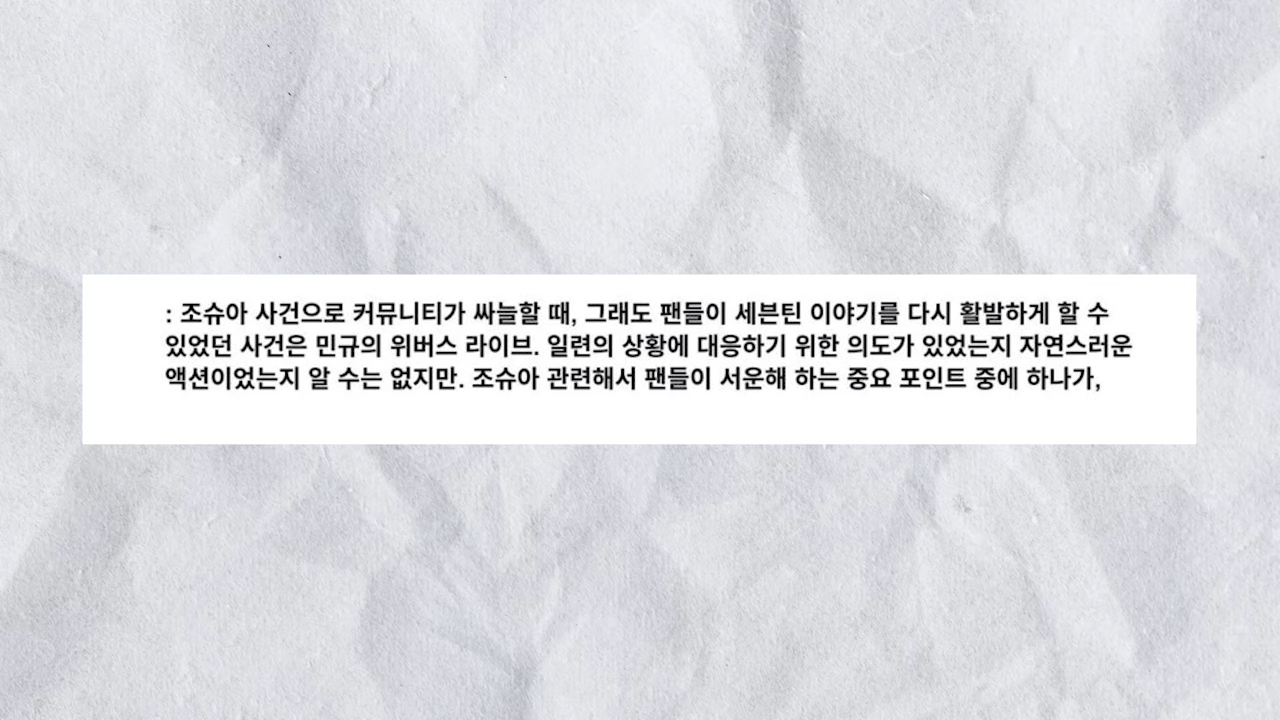 : 조슈아 사건으로 커뮤니티가 싸늘할 때, 그래도 팬들이 세븐틴 이야기를 다시 활발하게 할 수
있었던 사건은 민규의 위버스 라이브. 일련의 상황에 대응하기 위한 의도가 있었는지 자연스러운
액션이었는지 알 수는 없지만. 조슈아 관련해서 팬들이 서운해 하는 중요 포인트 중에 하나가,